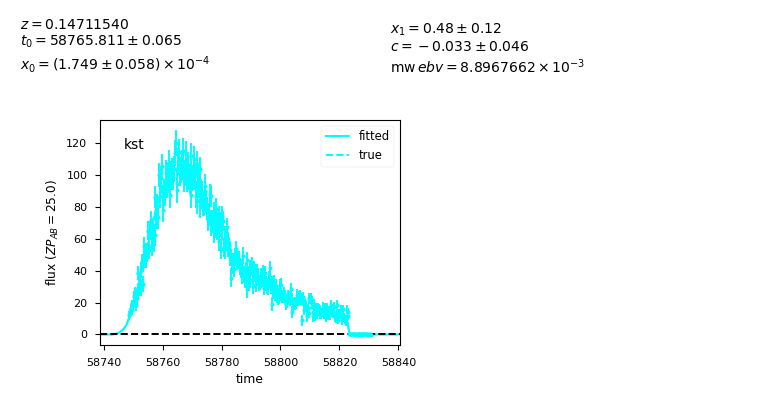 z = 0.14711540
t₀ = 58765.811 ± 0.065
x₀ = (1.749 ± 0.058) × 10⁻⁴
x₁ = 0.48 ± 0.12
c = −0.033 ± 0.046
mw ebv = 8.8967662 × 10⁻³
kst
fitted
true
flux (ZP_AB = 25.0)
120
100
80
60
40
20
0
58740 58760 58780 58800 58820 58840
time